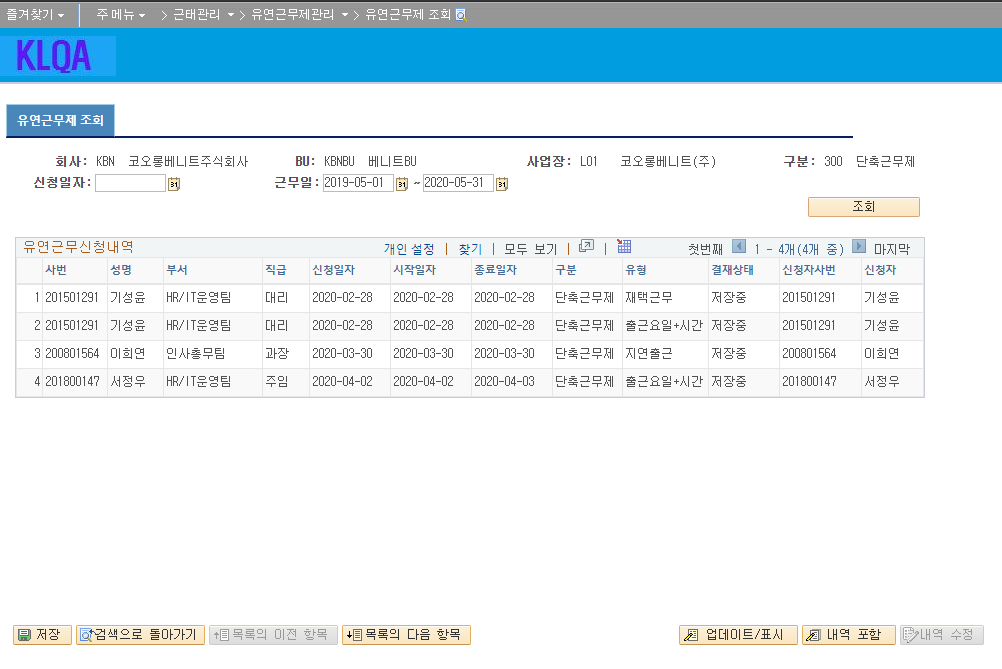 즐겨찾기 주 메뉴 > 근태관리 > 유연근무제관리 > 유연근무제 조회
KLQA
유연근무제 조회
회사: KBN 코오롱베니트주식회사 BU: KBNBU 베니트BU 사업장: L01 코오롱베니트(주) 구분: 300 단축근무제
신청일자: 근무일: 2019-05-01 ~ 2020-05-31
조회
유연근무신청내역 개인 설정 | 찾기 | 모두 보기 | | 첫번째 1 - 4개(4개 중) 마지막
사번 성명 부서 직급 신청일자 시작일자 종료일자 구분 유형 결재상태 신청자사번 신청자
1 201501291 기성윤 HR/IT운영팀 대리 2020-02-28 2020-02-28 2020-02-28 단축근무제 재택근무 저장중 201501291 기성윤
2 201501291 기성윤 HR/IT운영팀 대리 2020-02-28 2020-02-28 2020-02-28 단축근무제 출근요일+시간 저장중 201501291 기성윤
3 200801564 이희연 인사총무팀 과장 2020-03-30 2020-03-30 2020-03-30 단축근무제 지연출근 저장중 200801564 이희연
4 201800147 서정우 HR/IT운영팀 주임 2020-04-02 2020-04-02 2020-04-03 단축근무제 출근요일+시간 저장중 201800147 서정우
저장 검색으로 돌아가기 목록의 이전 항목 목록의 다음 항목 업데이트/표시 내역 포함 내역 수정